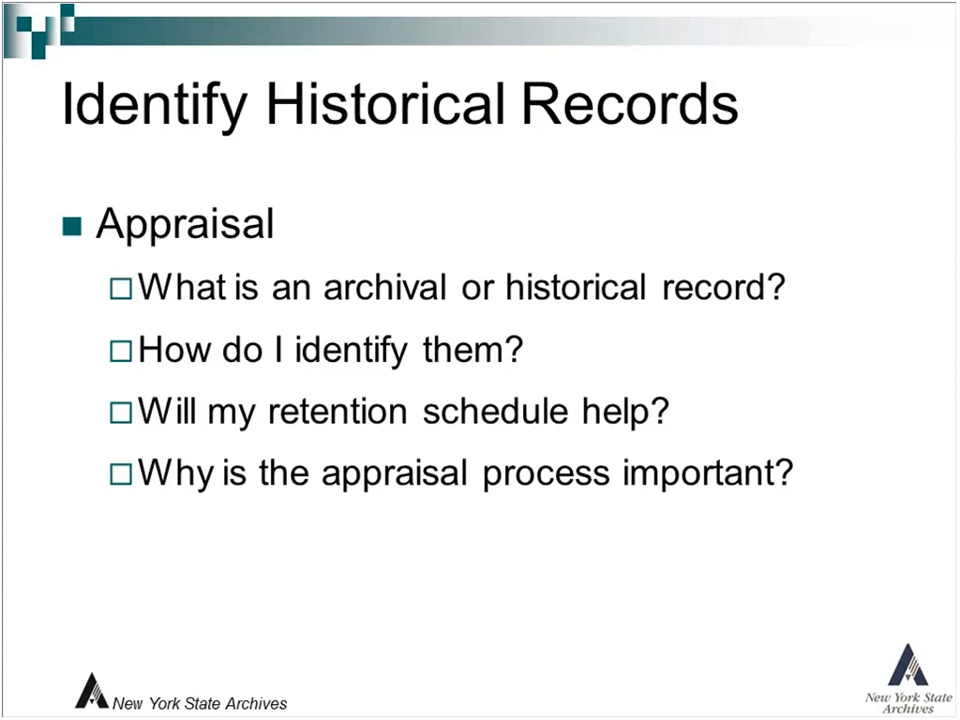 Identify Historical Records
Appraisal
What is an archival or historical record?
How do I identify them?
Will my retention schedule help?
Why is the appraisal process important?
New York State Archives
New York State
Archives